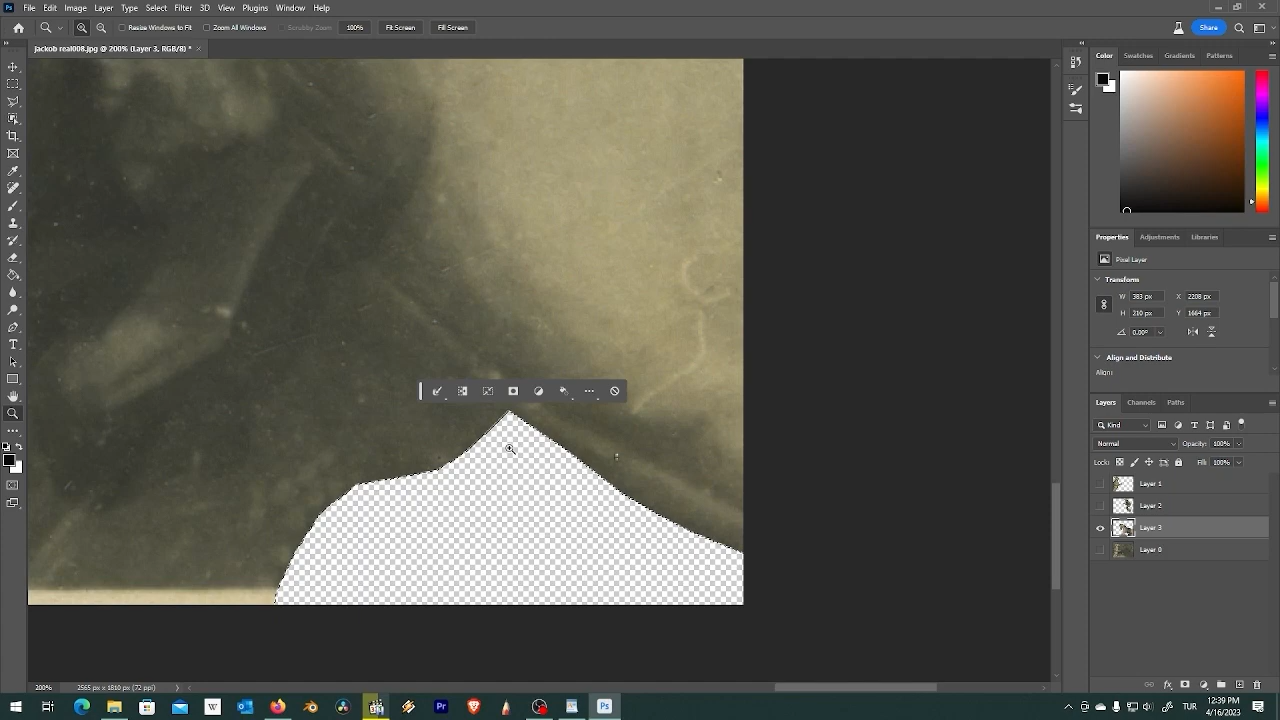 File Edit Image Layer Type Select Filter 3D View Plugins Window Help
Resize Windows to Fit Zoom All Windows Scrubby Zoom 100% Fit Screen Fill Screen Share
jackob real008.jpg @ 200% (Layer 3, RGB/8) *
Color Swatches Gradients Patterns
Properties Adjustments Libraries
Pixel Layer
Transform
W 383 px X 2208 px
H 210 px Y 1664 px
0.00°
Align and Distribute
Align:
Layers Channels Paths
Kind
Normal Opacity: 100%
Lock: Fill: 100%
Layer 1
Layer 2
Layer 3
Layer 0
200% 2565 px x 1810 px (72 ppi)
TUR 12:39 PM
4/16/2023